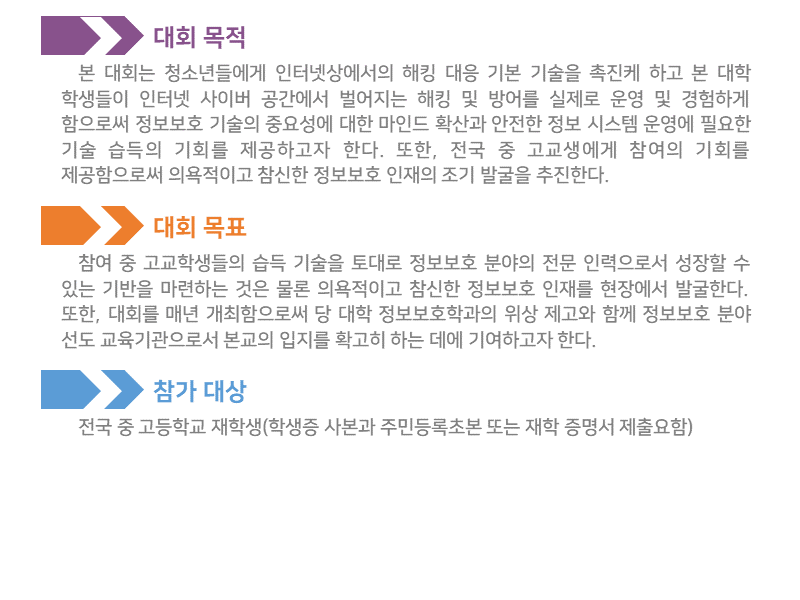 대회 목적
본 대회는 청소년들에게 인터넷상에서의 해킹 대응 기본 기술을 촉진케 하고 본 대학
학생들이 인터넷 사이버 공간에서 벌어지는 해킹 및 방어를 실제로 운영 및 경험하게
함으로써 정보보호 기술의 중요성에 대한 마인드 확산과 안전한 정보 시스템 운영에 필요한
기술 습득의 기회를 제공하고자 한다. 또한, 전국 중 고교생에게 참여의 기회를
제공함으로써 의욕적이고 참신한 정보보호 인재의 조기 발굴을 추진한다.
대회 목표
참여 중 고교학생들의 습득 기술을 토대로 정보보호 분야의 전문 인력으로서 성장할 수
있는 기반을 마련하는 것은 물론 의욕적이고 참신한 정보보호 인재를 현장에서 발굴한다.
또한, 대회를 매년 개최함으로써 당 대학 정보보호학과의 위상 제고와 함께 정보보호 분야
선도 교육기관으로서 본교의 입지를 확고히 하는 데에 기여하고자 한다.
참가 대상
전국 중 고등학교 재학생(학생증 사본과 주민등록초본 또는 재학 증명서 제출요함)